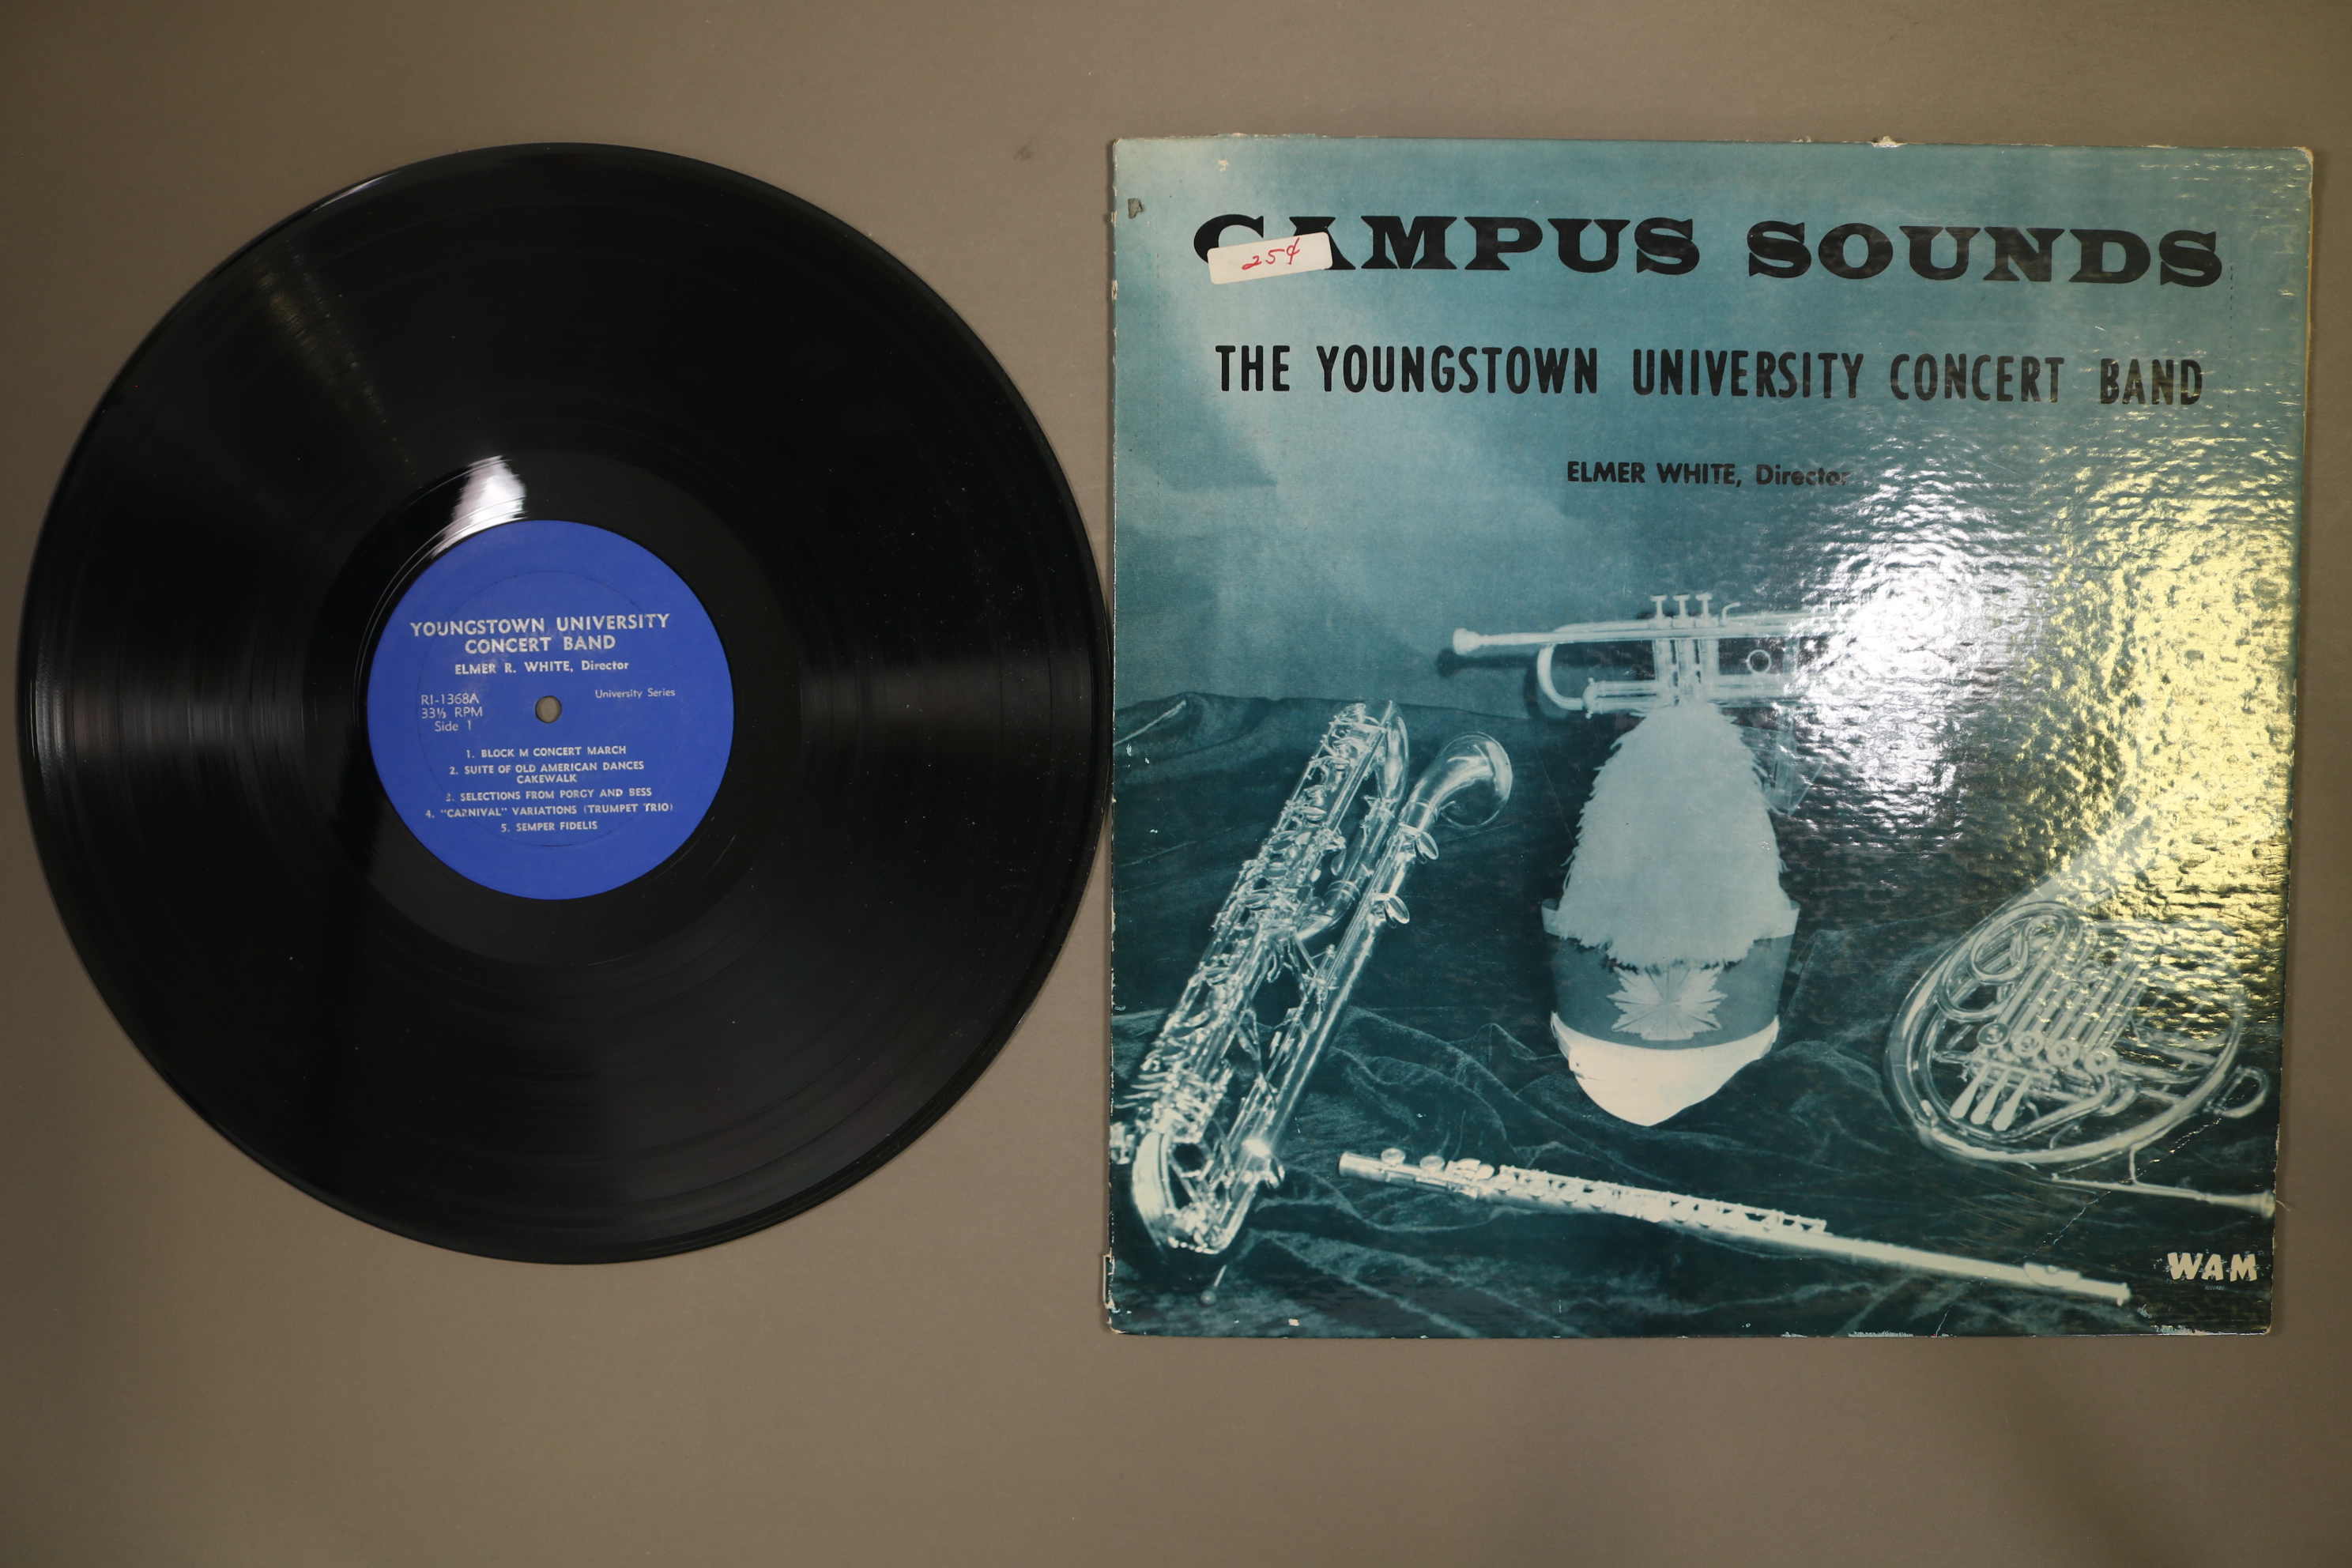 YOUNGSTOWN UNIVERSITY
CONCERT BAND
ELMER R. WHITE, Director
R1-1368A
University Series
33⅓ RPM
Side 1
1. BLOCK M CONCERT MARCH
2. SUITE OF OLD AMERICAN DANCES
CAKEWALK
3. SELECTIONS FROM PORGY AND BESS
4. "CARNIVAL" VARIATIONS (TRUMPET TRIO)
5. SEMPER FIDELIS
CAMPUS SOUNDS
25¢
THE YOUNGSTOWN UNIVERSITY CONCERT BAND
ELMER WHITE, Director
WAM